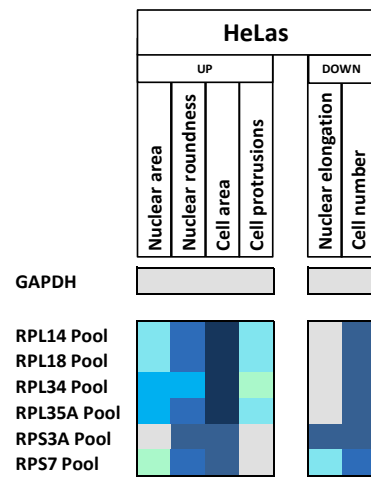 HeLas
UP
DOWN
Nuclear area
Nuclear roundness
Cell area
Cell protrusions
Nuclear elongation
Cell number
GAPDH
RPL14 Pool
RPL18 Pool
RPL34 Pool
RPL35A Pool
RPS3A Pool
RPS7 Pool